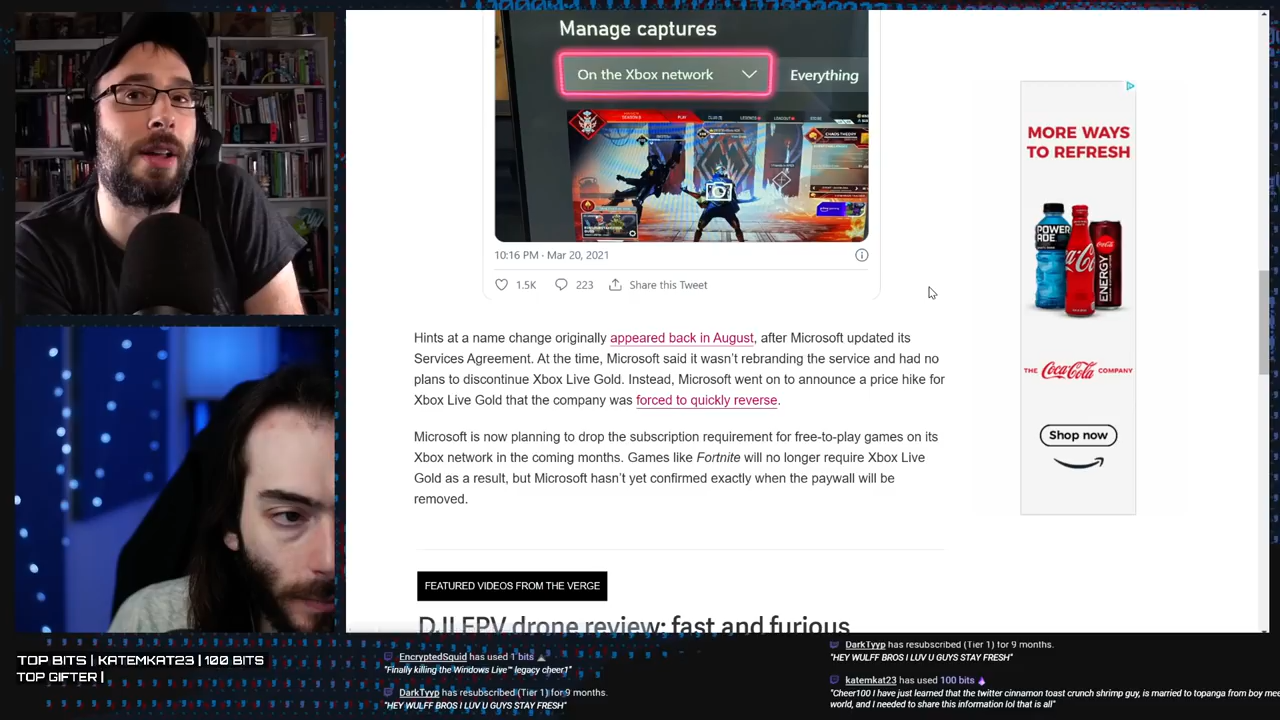 Manage captures
On the Xbox network
Everything
10:16 PM · Mar 20, 2021
1.5K
223
Share this Tweet
Hints at a name change originally appeared back in August, after Microsoft updated its
Services Agreement. At the time, Microsoft said it wasn't rebranding the service and had no
plans to discontinue Xbox Live Gold. Instead, Microsoft went on to announce a price hike for
Xbox Live Gold that the company was forced to quickly reverse.
Microsoft is now planning to drop the subscription requirement for free-to-play games on its
Xbox network in the coming months. Games like Fortnite will no longer require Xbox Live
Gold as a result, but Microsoft hasn't yet confirmed exactly when the paywall will be
removed.
FEATURED VIDEOS FROM THE VERGE
DJI FPV drone review: fast and furious
MORE WAYS
TO REFRESH
POWER
ADE
Coca-Cola
ENERGY
THE Coca-Cola COMPANY
Shop now
TOP BITS | KATEMKAT23 | 100 BITS
TOP GIFTER |
EncryptedSquid has used 1 bits
"Finally killing the Windows Live™ legacy cheer1"
DarkTyyp has resubscribed (Tier 1) for 9 months.
"HEY WULFF BROS I LUV U GUYS STAY FRESH"
DarkTyyp has resubscribed (Tier 1) for 9 months.
"HEY WULFF BROS I LUV U GUYS STAY FRESH"
katemkat23 has used 100 bits
"Cheer100 I have just learned that the twitter cinnamon toast crunch shrimp guy, is married to topanga from boy mee
world, and I needed to share this information lol that is all"